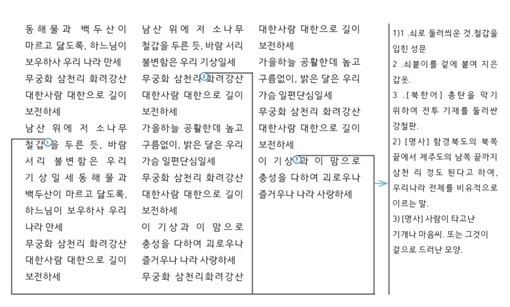 동해물과 백두산이
마르고 닳도록, 하느님이
보우하사 우리 나라 만세
무궁화 삼천리 화려강산
대한사람 대한으로 길이
보전하세
남산 위에 저 소나무
철갑1을 두른 듯, 바람
서리 불변함은 우리
기상일세동해물과
백두산이 마르고 닳도록,
하느님이 보우하사 우리
나라 만세
무궁화 삼천리 화려강산
대한사람 대한으로 길이
보전하세
남산 위에 저 소나무
철갑을 두른 듯, 바람 서리
불변함은 우리 기상일세
무궁화 삼천리2화려강산
대한사람 대한으로 길이
보전하세
가을하늘 공활한데 높고
구름없이, 밝은 달은 우리
가슴 일편단심일세
무궁화 삼천리 화려강산
대한사람 대한으로 길이
보전하세
이 기상과 이 맘으로
충성을 다하여 괴로우나
즐거우나 나라 사랑하세
무궁화 삼천리화려강산
대한사람 대한으로 길이
보전하세
가을하늘 공활한데 높고
구름없이, 밝은 달은 우리
가슴 일편단심일세
무궁화 삼천리 화려강산
대한사람 대한으로 길이
보전하세
이 기상3과 이 맘으로
충성을 다하여 괴로우나
즐거우나 나라 사랑하세
1)1 .쇠로 둘러씌운 것.철갑을
입힌 성문
2 .쇠붙이를 겉에 붙여 지은
갑옷.
3 .[북한어] 총탄을 막기
위하여 전투 기재를 둘러싼
강철판.
2) [명사] 함경북도의 북쪽
끝에서 제주도의 남쪽 끝까지
삼천 리 정도 된다고 하여,
우리나라 전체를 비유적으로
이르는 말.
3) [명사] 사람이 타고난
기개나 마음씨. 또는 그것이
겉으로 드러난 모양.